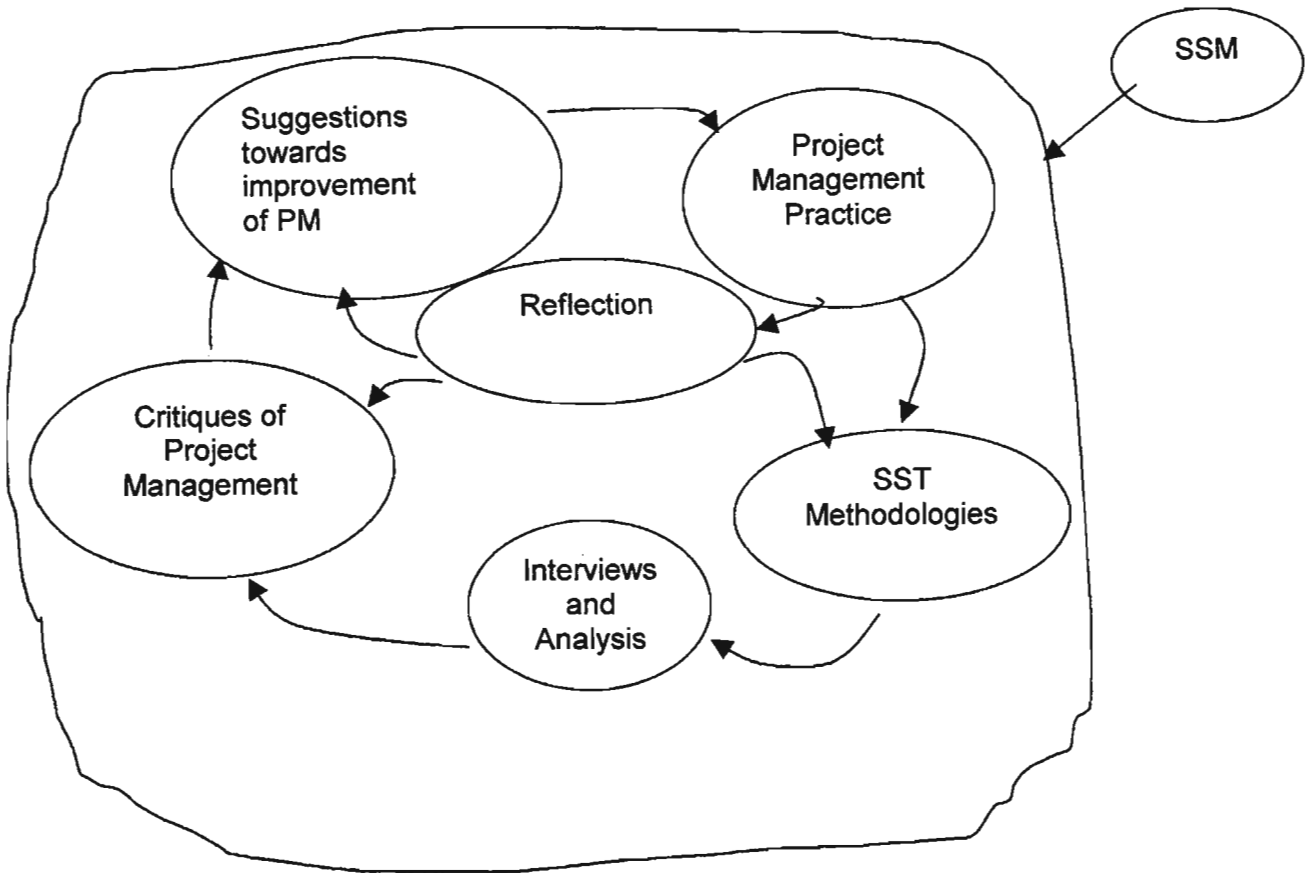 SSM
Suggestions
towards
improvement
of PM
Project
Management
Practice
Reflection
Critiques of
Project
Management
SST
Methodologies
Interviews
and
Analysis